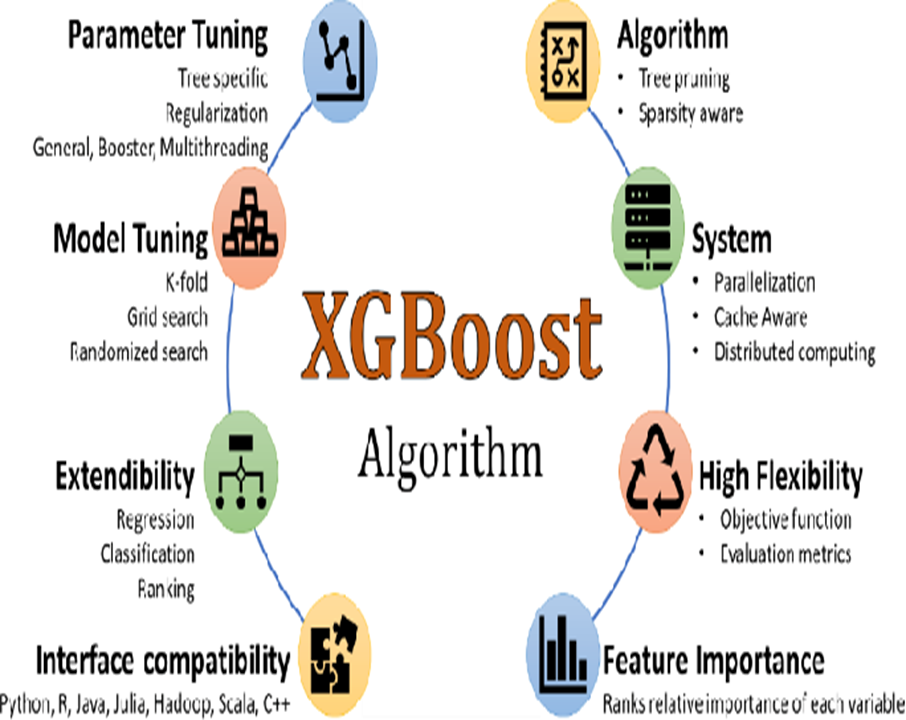 Parameter Tuning
Tree specific
Regularization
General, Booster, Multithreading
Model Tuning
K-fold
Grid search
Randomized search
Extendibility
Regression
Classification
Ranking
Interface compatibility
Python, R, Java, Julia, Hadoop, Scala, C++
XGBoost
Algorithm
Algorithm
• Tree pruning
• Sparsity aware
System
• Parallelization
• Cache Aware
• Distributed computing
High Flexibility
• Objective function
• Evaluation metrics
Feature Importance
Ranks relative importance of each variable